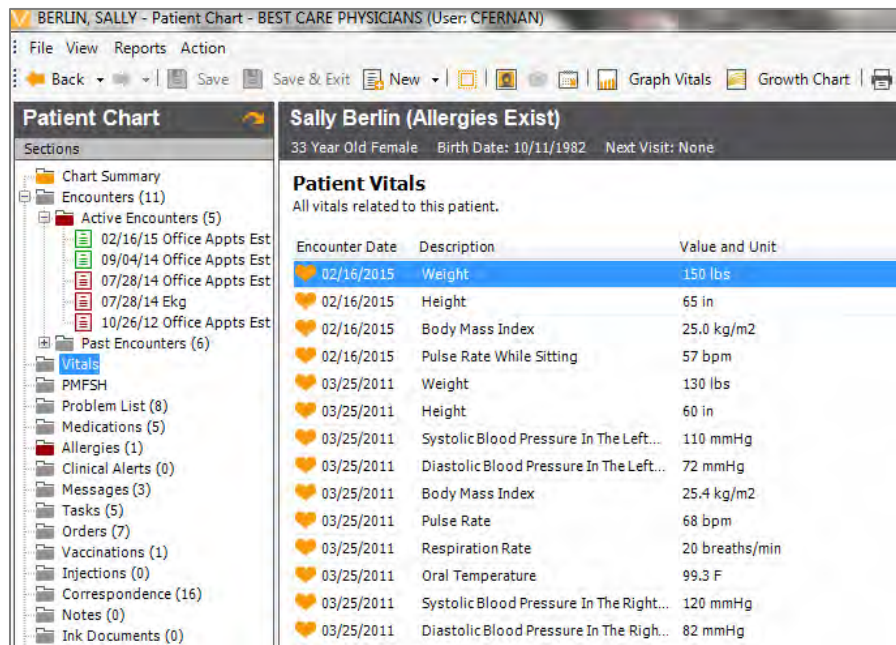 BERLIN, SALLY - Patient Chart - BEST CARE PHYSICIANS (User: CFERNAN)
File View Reports Action
Back Save Save & Exit New Graph Vitals Growth Chart
Patient Chart
Sections
Chart Summary
Encounters (11)
Active Encounters (5)
02/16/15 Office Appts Est
09/04/14 Office Appts Est
07/28/14 Office Appts Est
07/28/14 Ekg
10/26/12 Office Appts Est
Past Encounters (6)
Vitals
PMFSH
Problem List (8)
Medications (5)
Allergies (1)
Clinical Alerts (0)
Messages (3)
Tasks (5)
Orders (7)
Vaccinations (1)
Injections (0)
Correspondence (16)
Notes (0)
Ink Documents (0)
Sally Berlin (Allergies Exist)
33 Year Old Female Birth Date: 10/11/1982 Next Visit: None
Patient Vitals
All vitals related to this patient.
Encounter Date Description Value and Unit
02/16/2015 Weight 150 lbs
02/16/2015 Height 65 in
02/16/2015 Body Mass Index 25.0 kg/m2
02/16/2015 Pulse Rate While Sitting 57 bpm
03/25/2011 Weight 130 lbs
03/25/2011 Height 60 in
03/25/2011 Systolic Blood Pressure In The Left... 110 mmHg
03/25/2011 Diastolic Blood Pressure In The Left... 72 mmHg
03/25/2011 Body Mass Index 25.4 kg/m2
03/25/2011 Pulse Rate 68 bpm
03/25/2011 Respiration Rate 20 breaths/min
03/25/2011 Oral Temperature 99.3 F
03/25/2011 Systolic Blood Pressure In The Right... 120 mmHg
03/25/2011 Diastolic Blood Pressure In The Righ... 82 mmHg